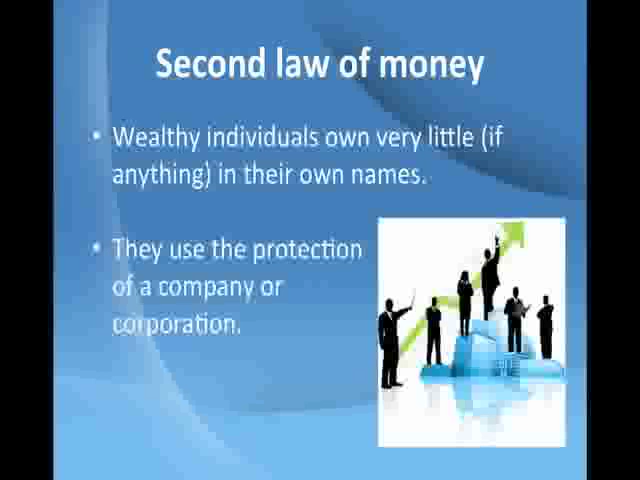 Second law of money
• Wealthy individuals own very little (if
anything) in their own names.
• They use the protection
of a company or
corporation.